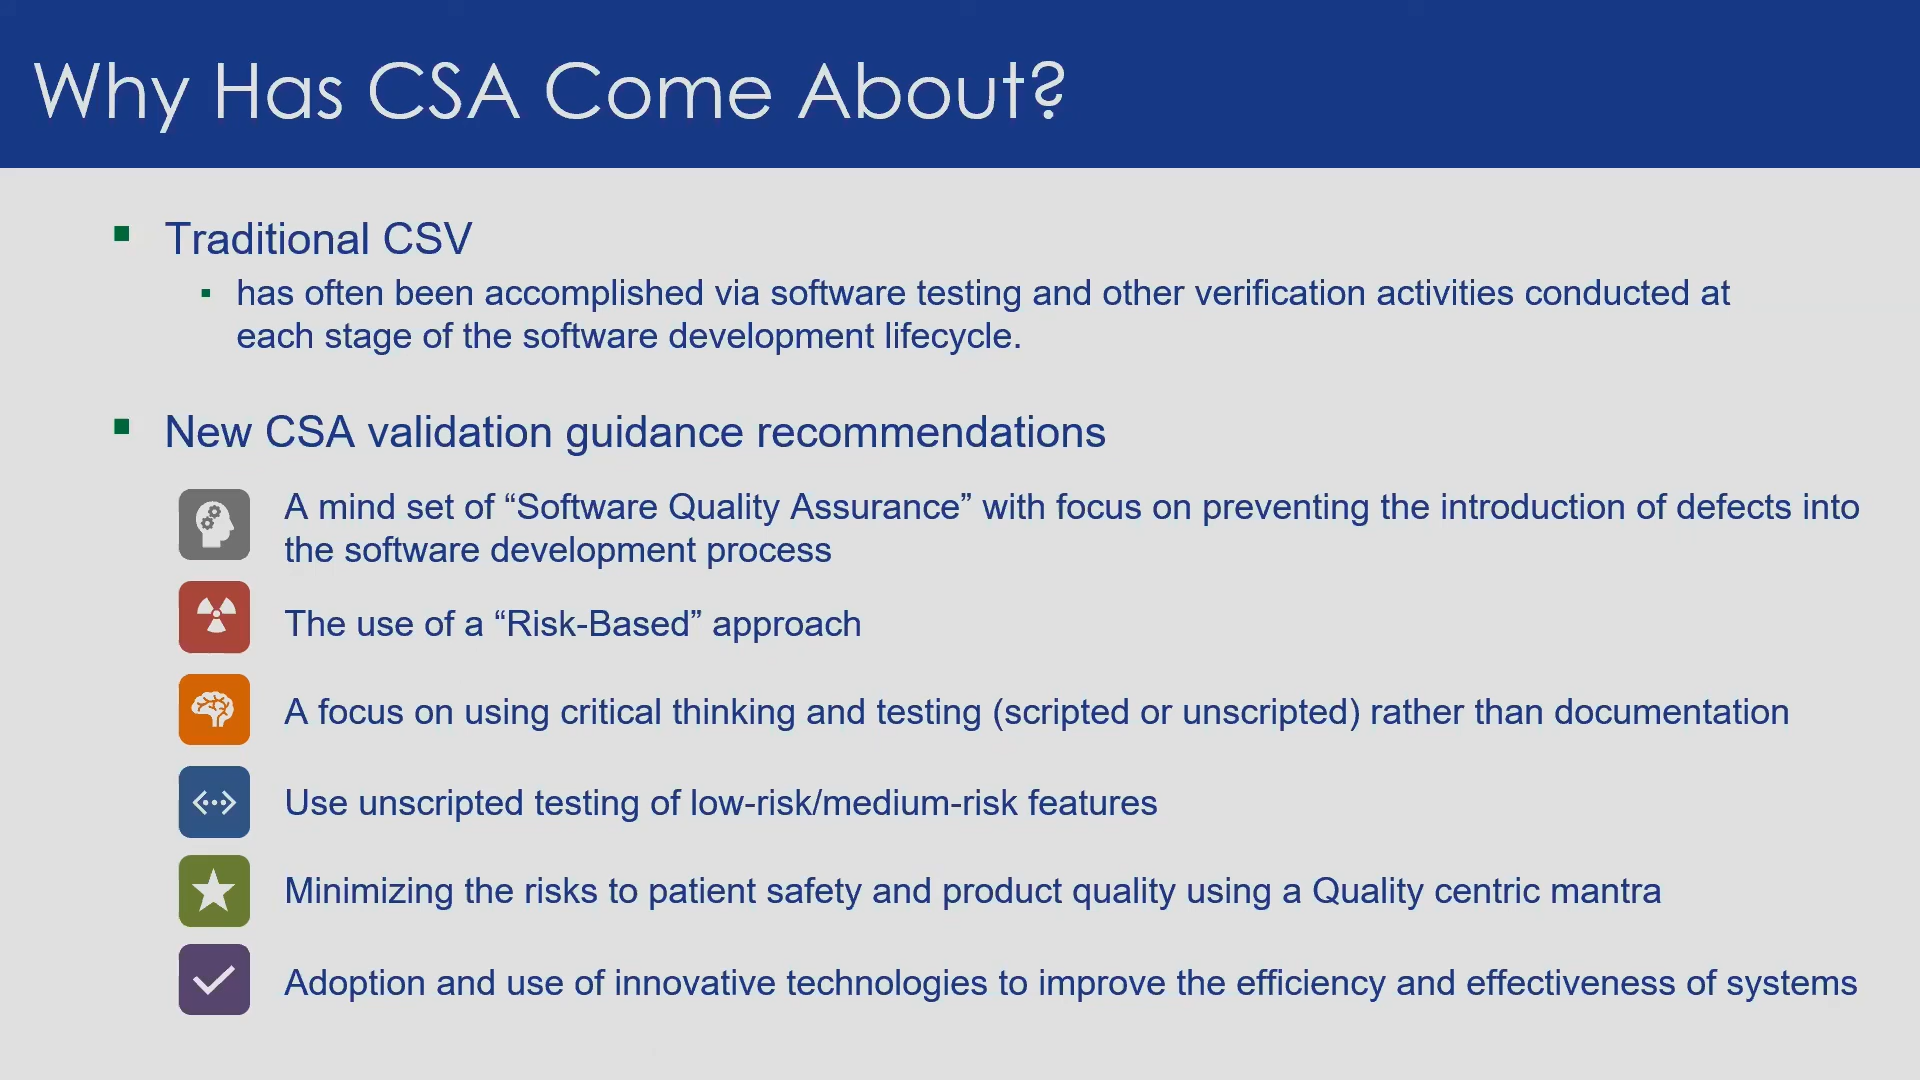 Why Has CSA Come About?
Traditional CSV
has often been accomplished via software testing and other verification activities conducted at
each stage of the software development lifecycle.
New CSA validation guidance recommendations
A mind set of “Software Quality Assurance” with focus on preventing the introduction of defects into
the software development process
The use of a “Risk-Based” approach
A focus on using critical thinking and testing (scripted or unscripted) rather than documentation
Use unscripted testing of low-risk/medium-risk features
Minimizing the risks to patient safety and product quality using a Quality centric mantra
Adoption and use of innovative technologies to improve the efficiency and effectiveness of systems